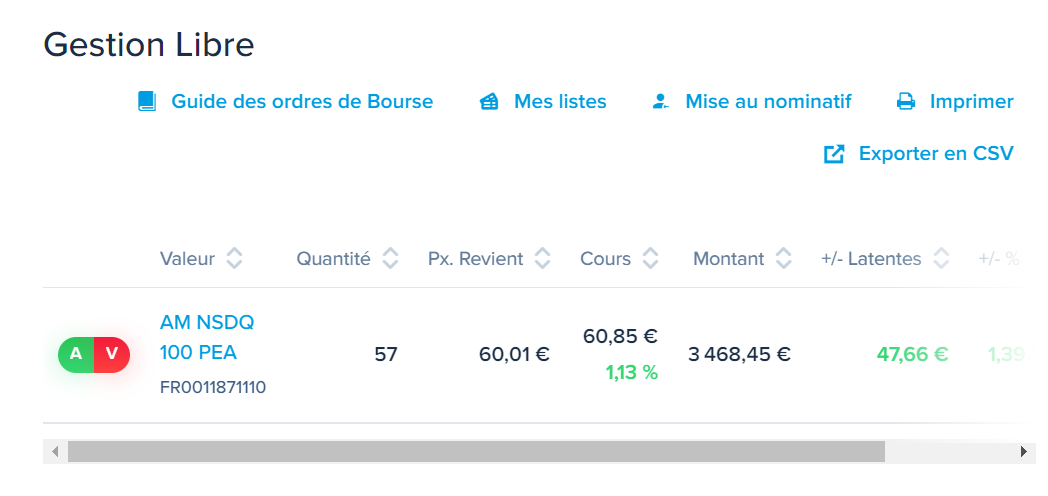 Gestion Libre
Guide des ordres de Bourse Mes listes Mise au nominatif Imprimer
Exporter en CSV
Valeur Quantité Px. Revient Cours Montant +/- Latentes +/- %
AM NSDQ
100 PEA
FR0011871110
A V
57
60,01 €
60,85 €
1,13 %
3 468,45 €
47,66 €
1,39